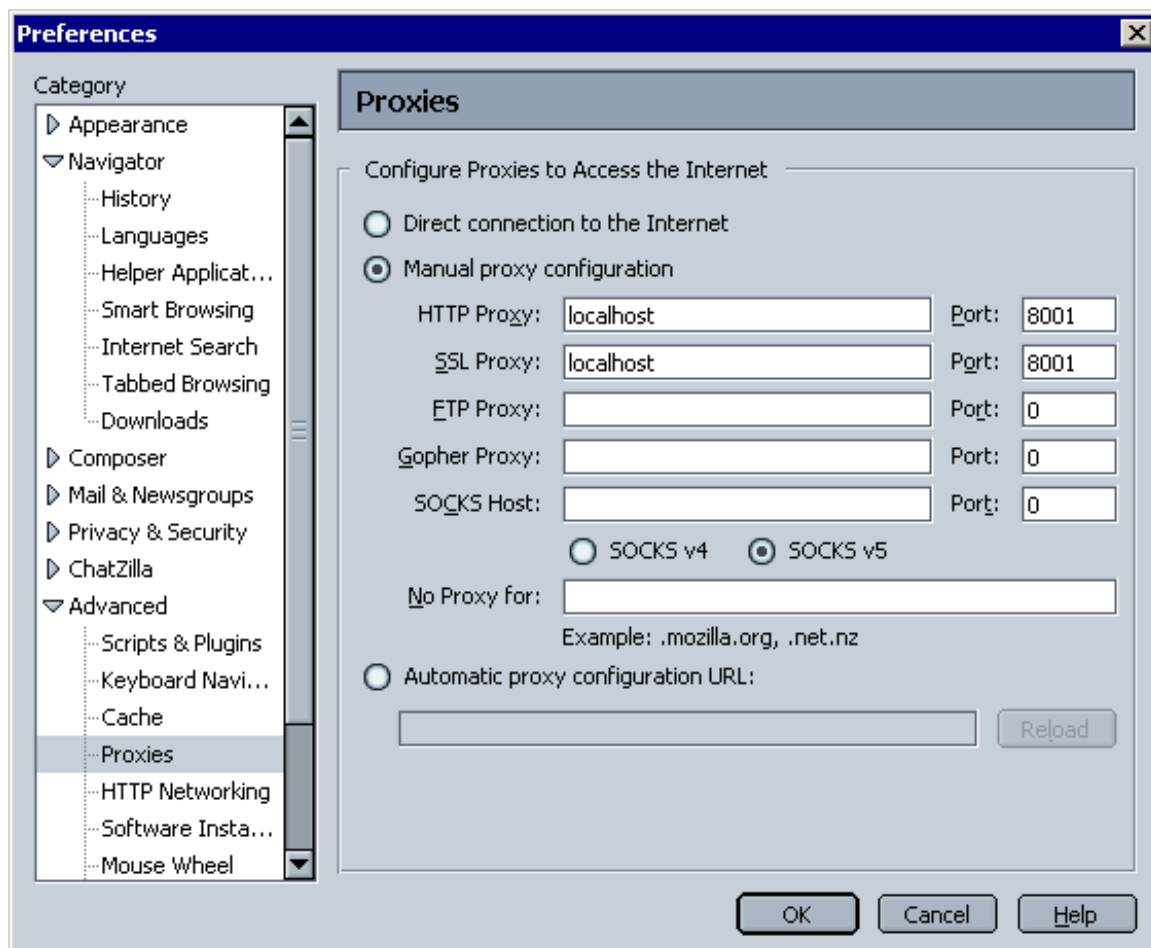 Preferences
Category
Appearance
Navigator
History
Languages
Helper Applicat...
Smart Browsing
Internet Search
Tabbed Browsing
Downloads
Composer
Mail & Newsgroups
Privacy & Security
ChatZilla
Advanced
Scripts & Plugins
Keyboard Navi...
Cache
Proxies
HTTP Networking
Software Insta...
Mouse Wheel
Proxies
Configure Proxies to Access the Internet
Direct connection to the Internet
Manual proxy configuration
HTTP Proxy: localhost Port: 8001
SSL Proxy: localhost Port: 8001
FTP Proxy: Port: 0
Gopher Proxy: Port: 0
SOCKS Host: Port: 0
SOCKS v4 SOCKS v5
No Proxy for:
Example: .mozilla.org, .net.nz
Automatic proxy configuration URL:
Reload
OK Cancel Help